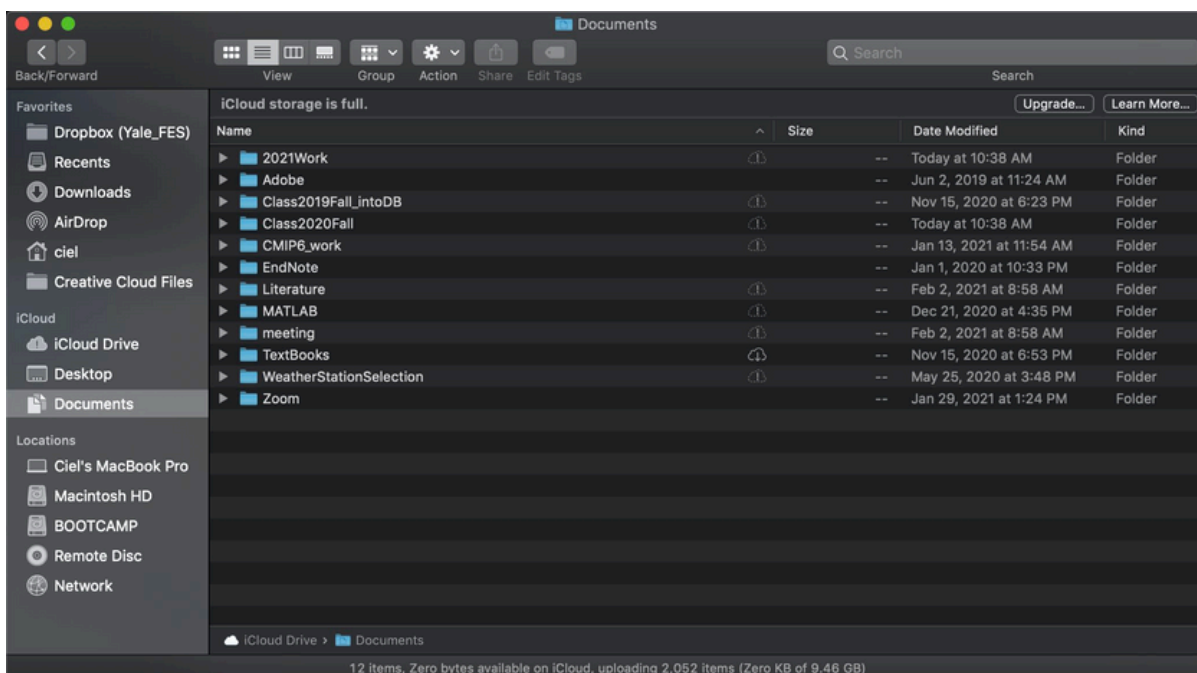 Documents
Search
Back/Forward View Group Action Share Edit Tags Search
Favorites
Dropbox (Yale_FES)
Recents
Downloads
AirDrop
ciel
Creative Cloud Files
iCloud
iCloud Drive
Desktop
Documents
Locations
Ciel's MacBook Pro
Macintosh HD
BOOTCAMP
Remote Disc
Network
iCloud storage is full. Upgrade... Learn More...
Name Size Date Modified Kind
2021Work -- Today at 10:38 AM Folder
Adobe -- Jun 2, 2019 at 11:24 AM Folder
Class2019Fall_intoDB -- Nov 15, 2020 at 6:23 PM Folder
Class2020Fall -- Today at 10:38 AM Folder
CMIP6_work -- Jan 13, 2021 at 11:54 AM Folder
EndNote -- Jan 1, 2020 at 10:33 PM Folder
Literature -- Feb 2, 2021 at 8:58 AM Folder
MATLAB -- Dec 21, 2020 at 4:35 PM Folder
meeting -- Feb 2, 2021 at 8:58 AM Folder
TextBooks -- Nov 15, 2020 at 6:53 PM Folder
WeatherStationSelection -- May 25, 2020 at 3:48 PM Folder
Zoom -- Jan 29, 2021 at 1:24 PM Folder
iCloud Drive › Documents
12 items, Zero bytes available on iCloud, uploading 2,052 items (Zero KB of 9.46 GB)